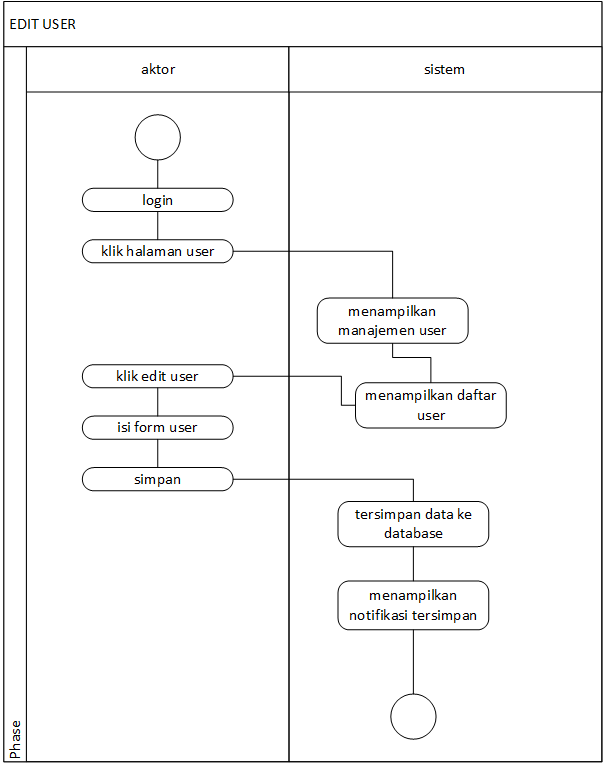 EDIT USER
aktor
sistem
login
klik halaman user
menampilkan
manajemen user
klik edit user
menampilkan daftar
user
isi form user
simpan
tersimpan data ke
database
menampilkan
notifikasi tersimpan
Phase